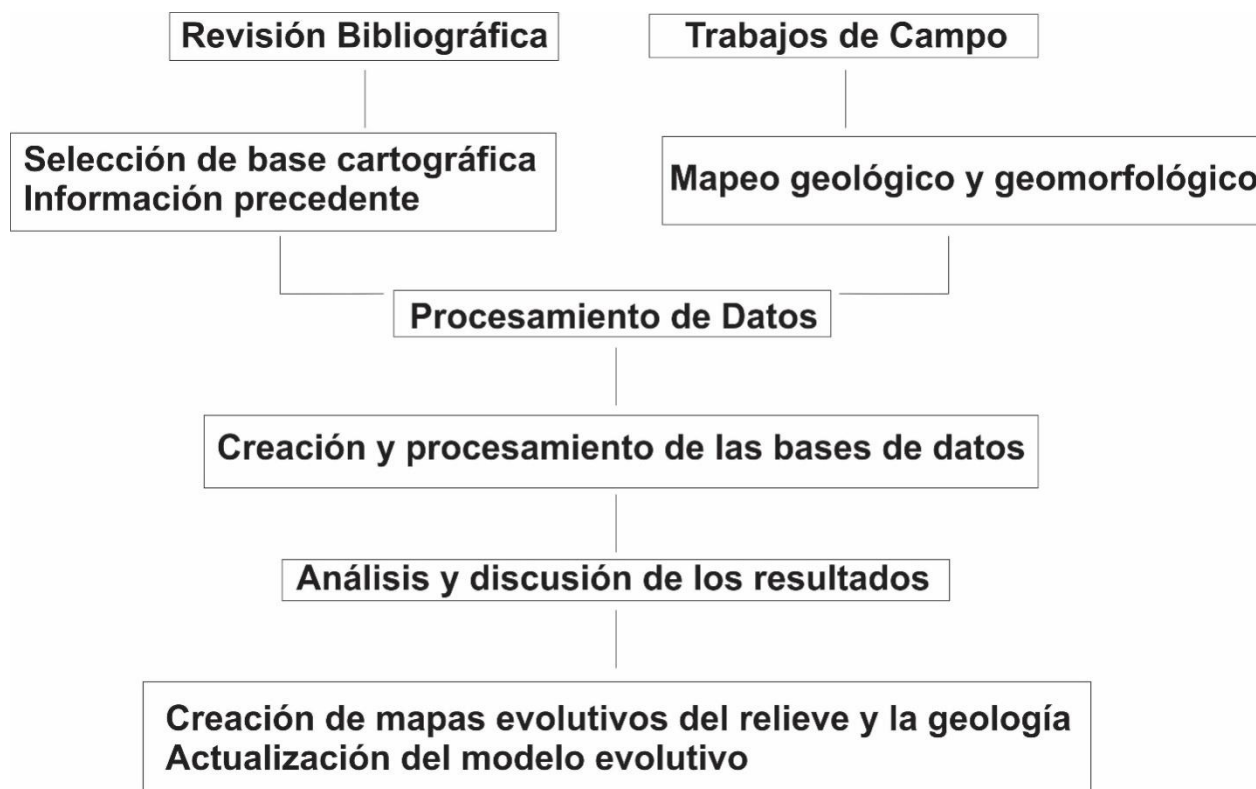 Revisión Bibliográfica
Trabajos de Campo
Selección de base cartográfica
Información precedente
Mapeo geológico y geomorfológico
Procesamiento de Datos
Creación y procesamiento de las bases de datos
Análisis y discusión de los resultados
Creación de mapas evolutivos del relieve y la geología
Actualización del modelo evolutivo